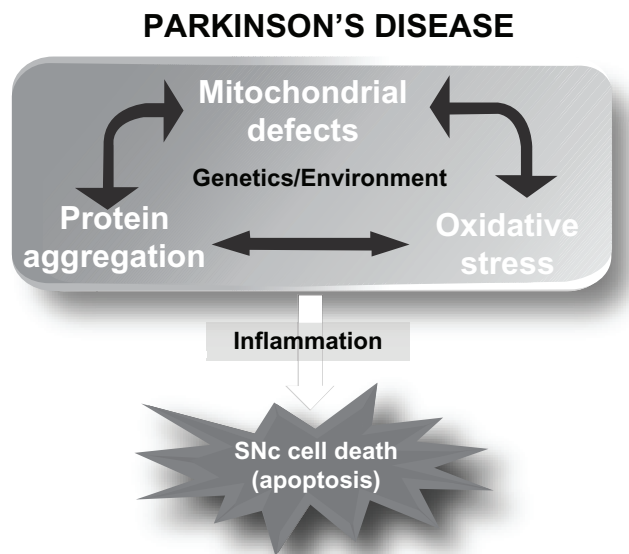 PARKINSON’S DISEASE
Mitochondrial
defects
Genetics/Environment
Protein
aggregation
Oxidative
stress
Inflammation
SNc cell death
(apoptosis)